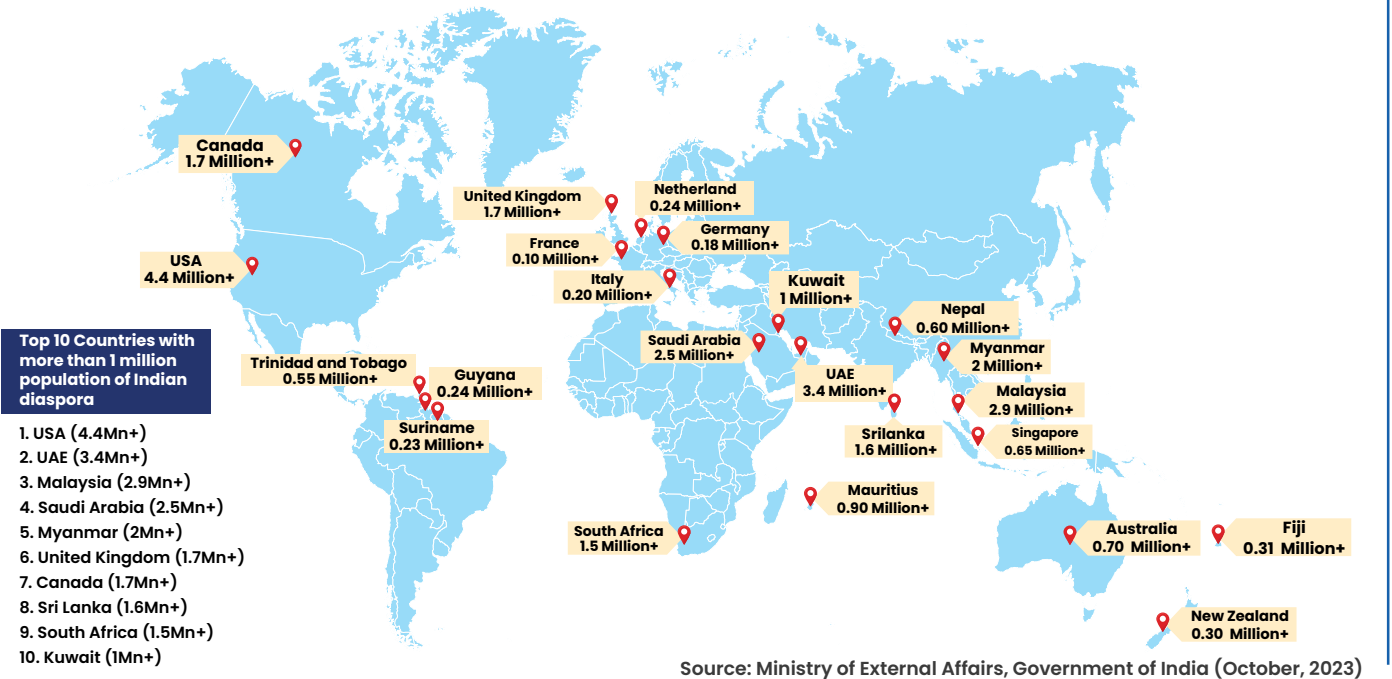 Canada
1.7 Million+
United Kingdom
1.7 Million+
Netherland
0.24 Million+
Germany
0.18 Million+
France
0.10 Million+
USA
4.4 Million+
Italy
0.20 Million+
Kuwait
1 Million+
Nepal
0.60 Million+
Saudi Arabia
2.5 Million+
Myanmar
2 Million+
Top 10 Countries with
more than 1 million
population of Indian
diaspora
Trinidad and Tobago
0.55 Million+
Guyana
0.24 Million+
UAE
3.4 Million+
Malaysia
2.9 Million+
Suriname
0.23 Million+
Srilanka
1.6 Million+
Singapore
0.65 Million+
1. USA (4.4Mn+)
2. UAE (3.4Mn+)
3. Malaysia (2.9Mn+)
4. Saudi Arabia (2.5Mn+)
5. Myanmar (2Mn+)
6. United Kingdom (1.7Mn+)
7. Canada (1.7Mn+)
8. Sri Lanka (1.6Mn+)
9. South Africa (1.5Mn+)
10. Kuwait (1Mn+)
Mauritius
0.90 Million+
South Africa
1.5 Million+
Australia
0.70 Million+
Fiji
0.31 Million+
New Zealand
0.30 Million+
Source: Ministry of External Affairs, Government of India (October, 2023)